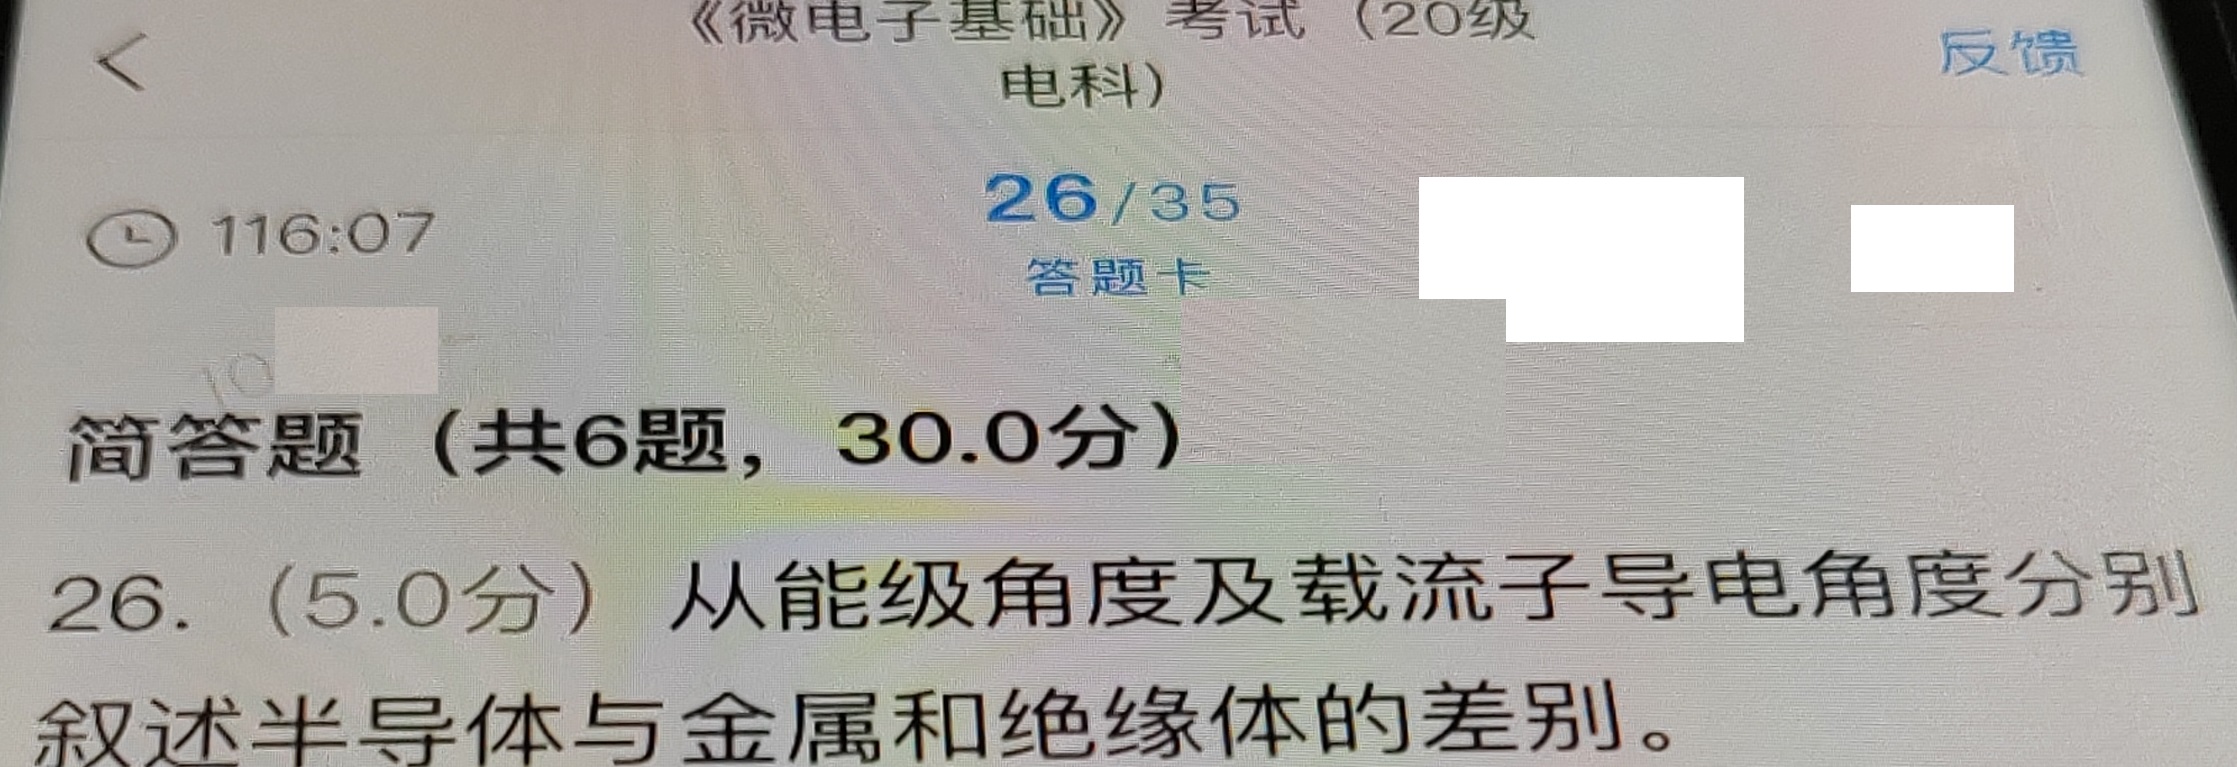 《微电子基础》考试（20级
电科）
反馈
116:07
26/35
答题卡
10
简答题（共6题，30.0分）
26.（5.0分）从能级角度及载流子导电角度分别
叙述半导体与金属和绝缘体的差别。